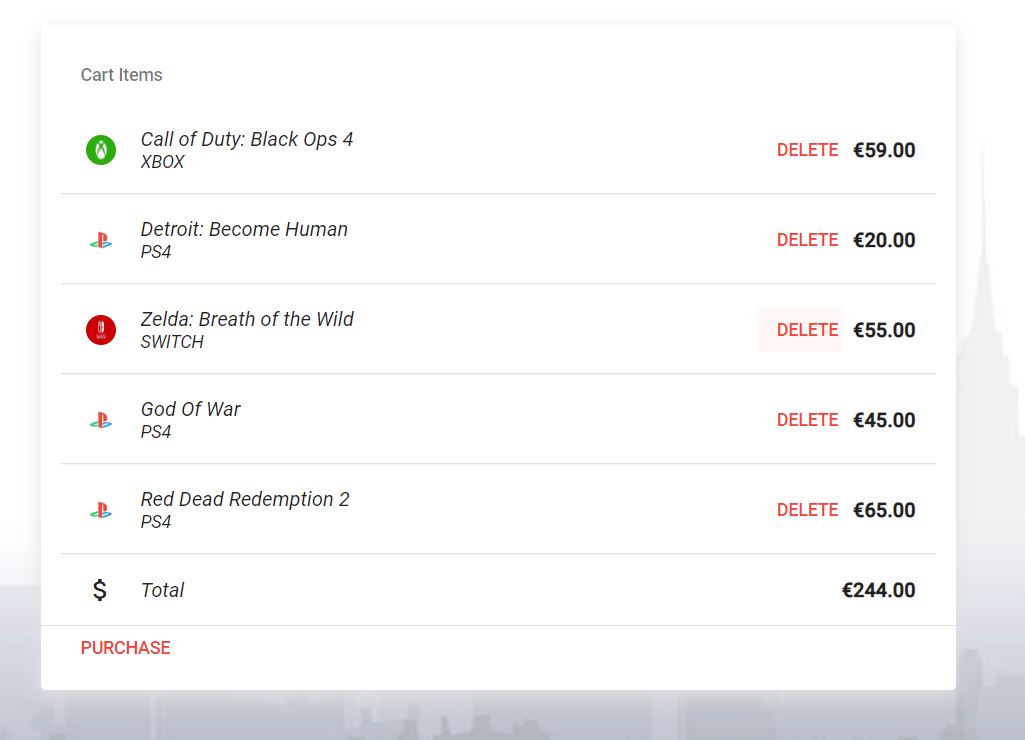 Cart Items
Call of Duty: Black Ops 4
XBOX
DELETE €59.00
Detroit: Become Human
PS4
DELETE €20.00
Zelda: Breath of the Wild
SWITCH
DELETE €55.00
God Of War
PS4
DELETE €45.00
Red Dead Redemption 2
PS4
DELETE €65.00
$ Total €244.00
PURCHASE